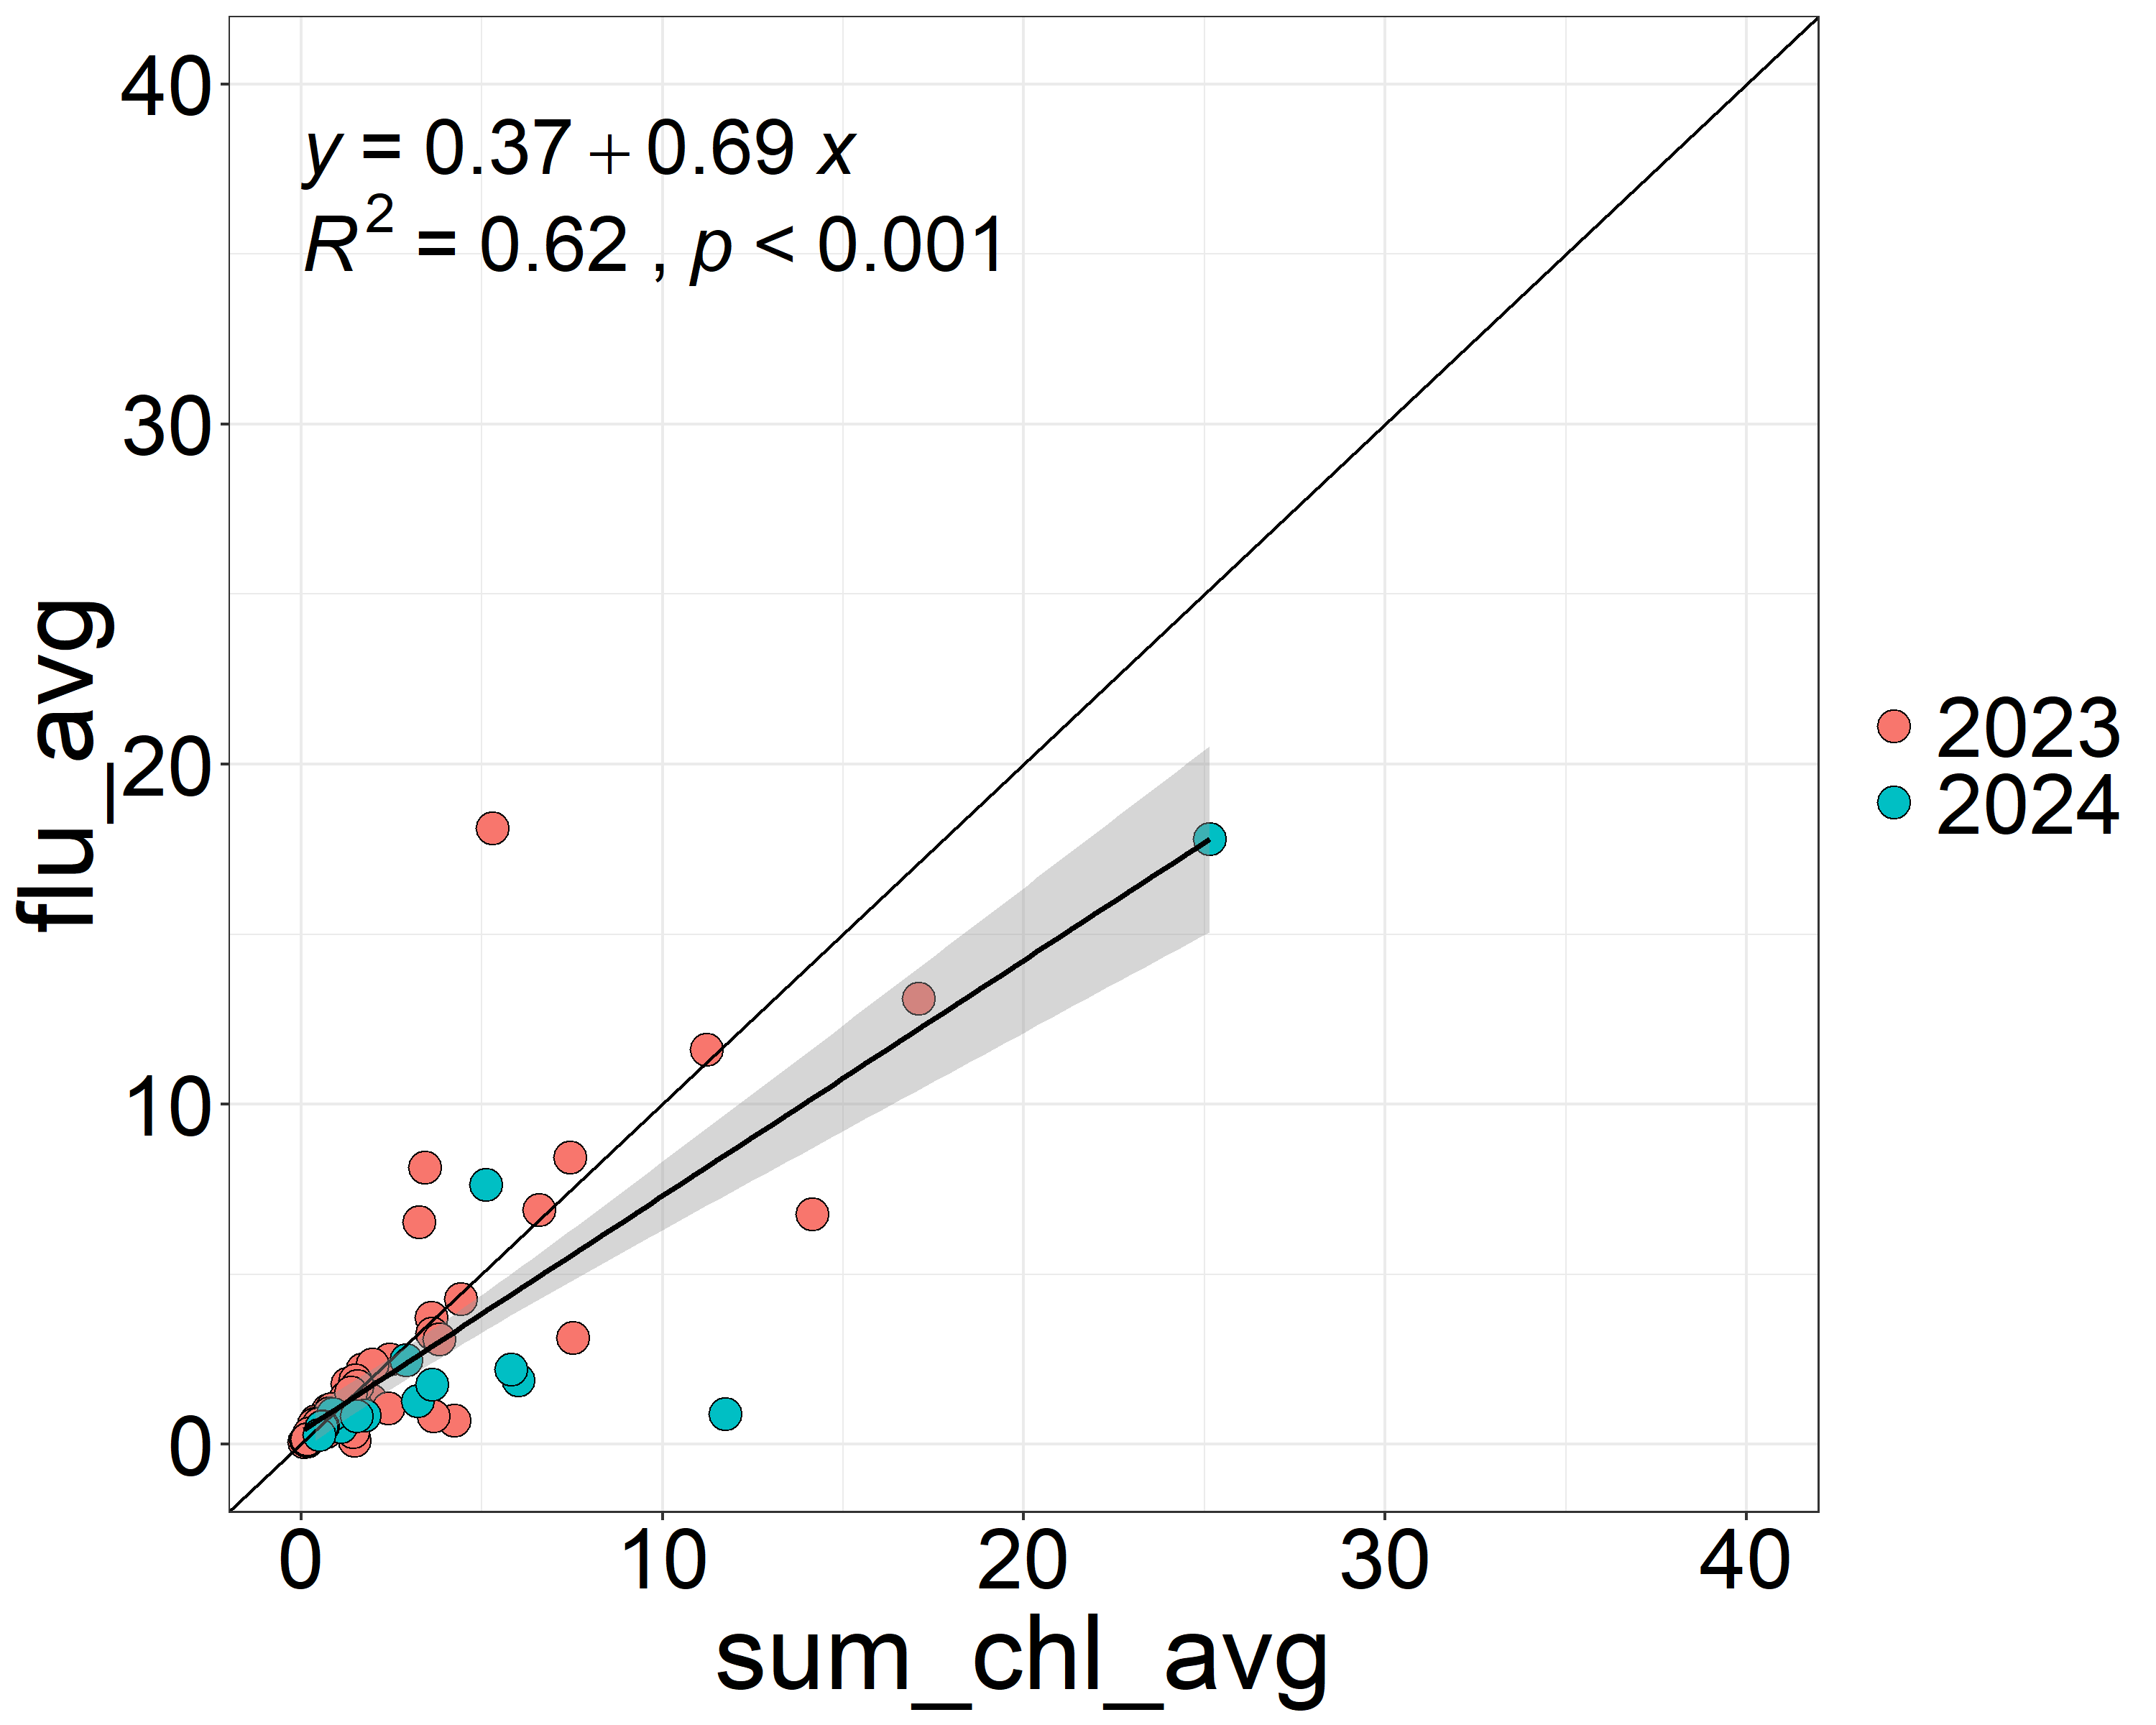 y = 0.37 + 0.69 x
R² = 0.62 , p < 0.001
40
30
20
10
0
flu_avg
0 10 20 30 40
sum_chl_avg
2023
2024